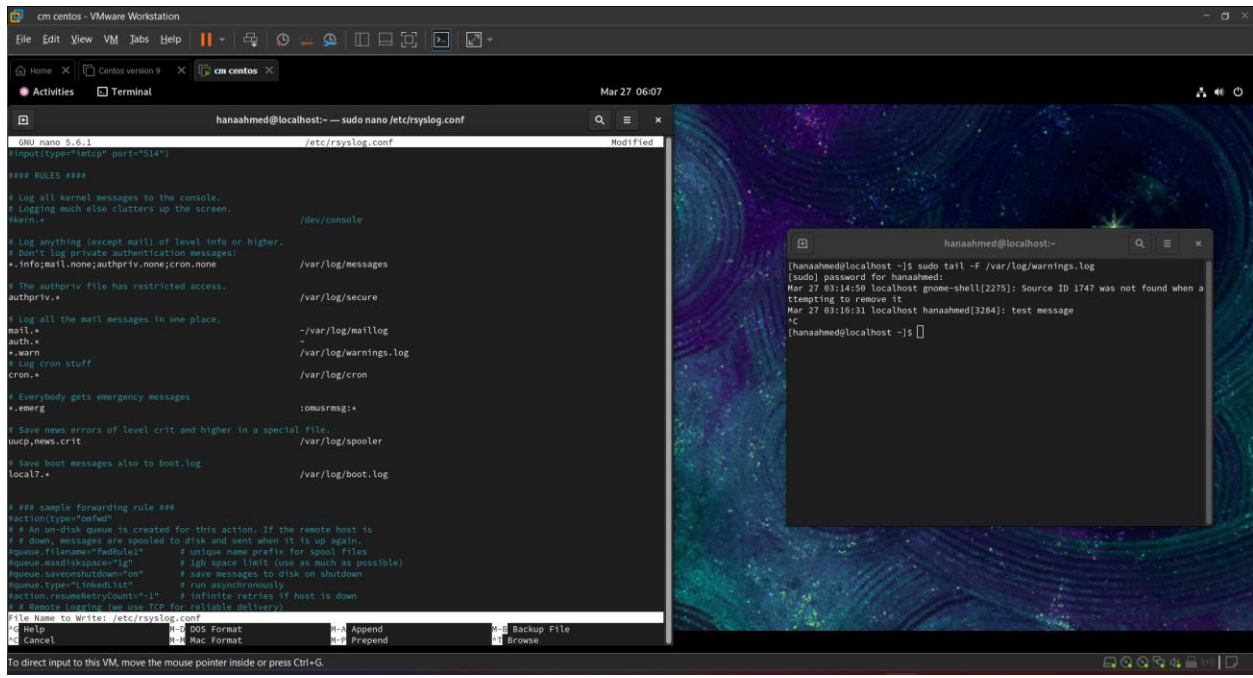 cm centos - VMware Workstation
File Edit View VM Tabs Help
Home Centos version 9 cm centos
Activities Terminal Mar 27 06:07
hanaahmed@localhost:~ — sudo nano /etc/rsyslog.conf
GNU nano 5.6.1 /etc/rsyslog.conf Modified
#input(type="imtcp" port="514")
#### RULES ####
# Log all kernel messages to the console.
# Logging much else clutters up the screen.
#kern.* /dev/console
# Log anything (except mail) of level info or higher.
# Don't log private authentication messages!
*.info;mail.none;authpriv.none;cron.none /var/log/messages
# The authpriv file has restricted access.
authpriv.* /var/log/secure
# Log all the mail messages in one place.
mail.* -/var/log/maillog
auth.* ~
*.warn /var/log/warnings.log
# Log cron stuff
cron.* /var/log/cron
# Everybody gets emergency messages
*.emerg :omusrmsg:*
# Save news errors of level crit and higher in a special file.
uucp,news.crit /var/log/spooler
# Save boot messages also to boot.log
local7.* /var/log/boot.log
# ### sample forwarding rule ###
#action(type="omfwd"
# # An on-disk queue is created for this action. If the remote host is
# # down, messages are spooled to disk and sent when it is up again.
#queue.filename="fwdRule1" # unique name prefix for spool files
#queue.maxdiskspace="1g" # 1gb space limit (use as much as possible)
#queue.saveonshutdown="on" # save messages to disk on shutdown
#queue.type="LinkedList" # run asynchronously
#action.resumeRetryCount="-1" # infinite retries if host is down
# # Remote Logging (we use TCP for reliable delivery)
File Name to Write: /etc/rsyslog.conf
^G Help M-D DOS Format M-A Append M-B Backup File
^C Cancel M-M Mac Format M-P Prepend ^T Browse
hanaahmed@localhost:~
[hanaahmed@localhost ~]$ sudo tail -F /var/log/warnings.log
[sudo] password for hanaahmed:
Mar 27 03:14:50 localhost gnome-shell[2275]: Source ID 1747 was not found when a
ttempting to remove it
Mar 27 03:16:31 localhost hanaahmed[3284]: test message
^C
[hanaahmed@localhost ~]$
To direct input to this VM, move the mouse pointer inside or press Ctrl+G.